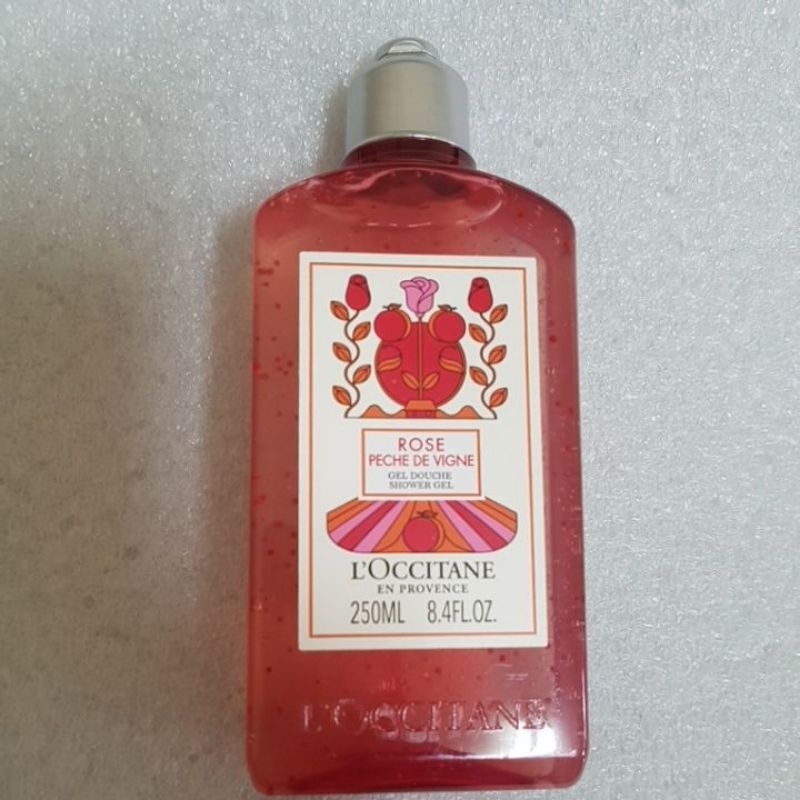 ROSE
PECHE DE VIGNE
GEL DOUCHE
SHOWER GEL
L'OCCITANE
EN PROVENCE
250ML 8.4FL.OZ.
L'OCCITANE